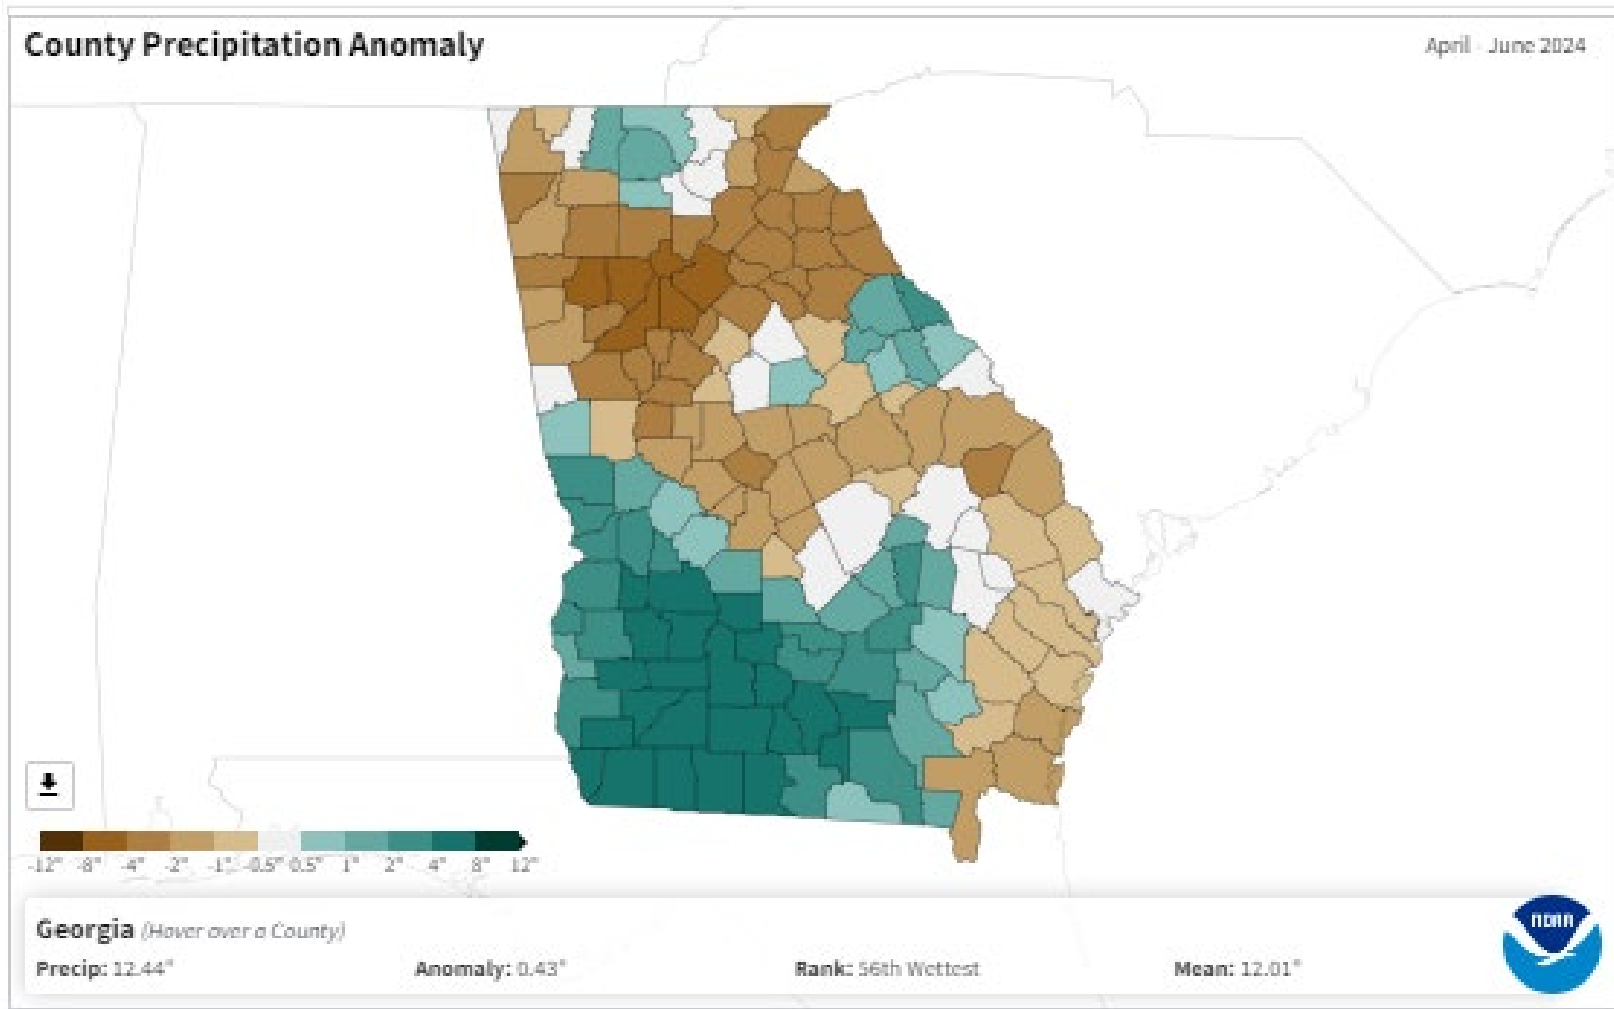 County Precipitation Anomaly
April - June 2024
-12" -8" -4" -2" -1" -0.5" 0.5" 1" 2" 4" 8" 12"
Georgia (Hover over a County)
Precip: 12.44" Anomaly: 0.43" Rank: 56th Wettest Mean: 12.01"
NOAA